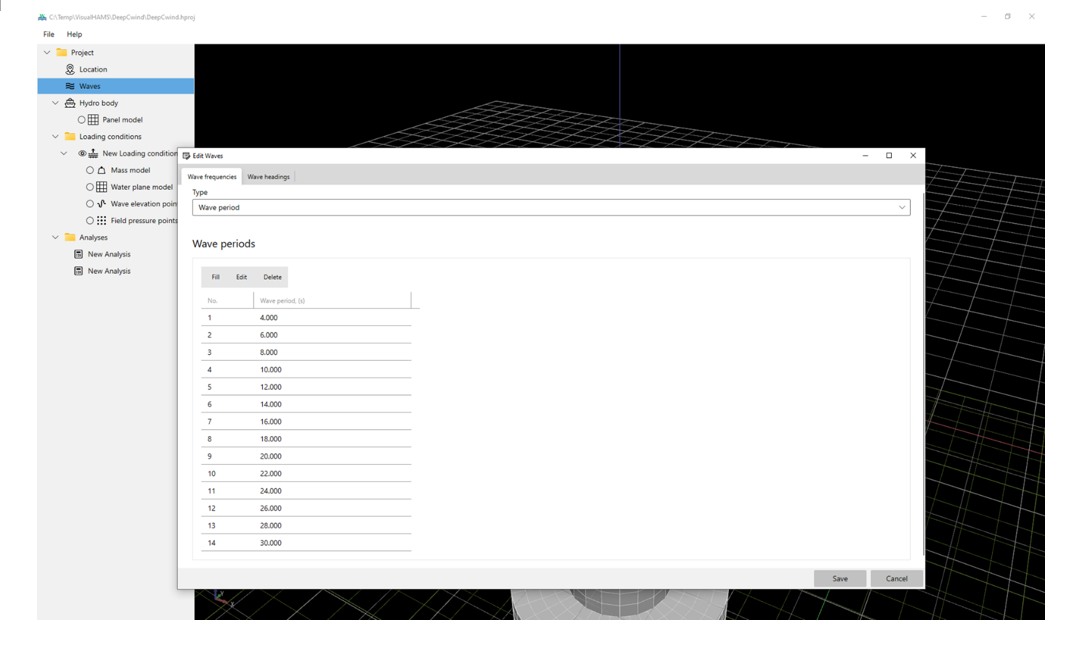 C:\Temp\VisualHAMS\DeepCwind\DeepCwind.hproj
File Help
Project
Location
Waves
Hydro body
Panel model
Loading conditions
New Loading condition
Mass model
Water plane model
Wave elevation poin
Field pressure points
Analyses
New Analysis
New Analysis
Edit Waves
Wave frequencies Wave headings
Type
Wave period
Wave periods
Fill Edit Delete
No. Wave period, (s)
1 4.000
2 6.000
3 8.000
4 10.000
5 12.000
6 14.000
7 16.000
8 18.000
9 20.000
10 22.000
11 24.000
12 26.000
13 28.000
14 30.000
Save Cancel